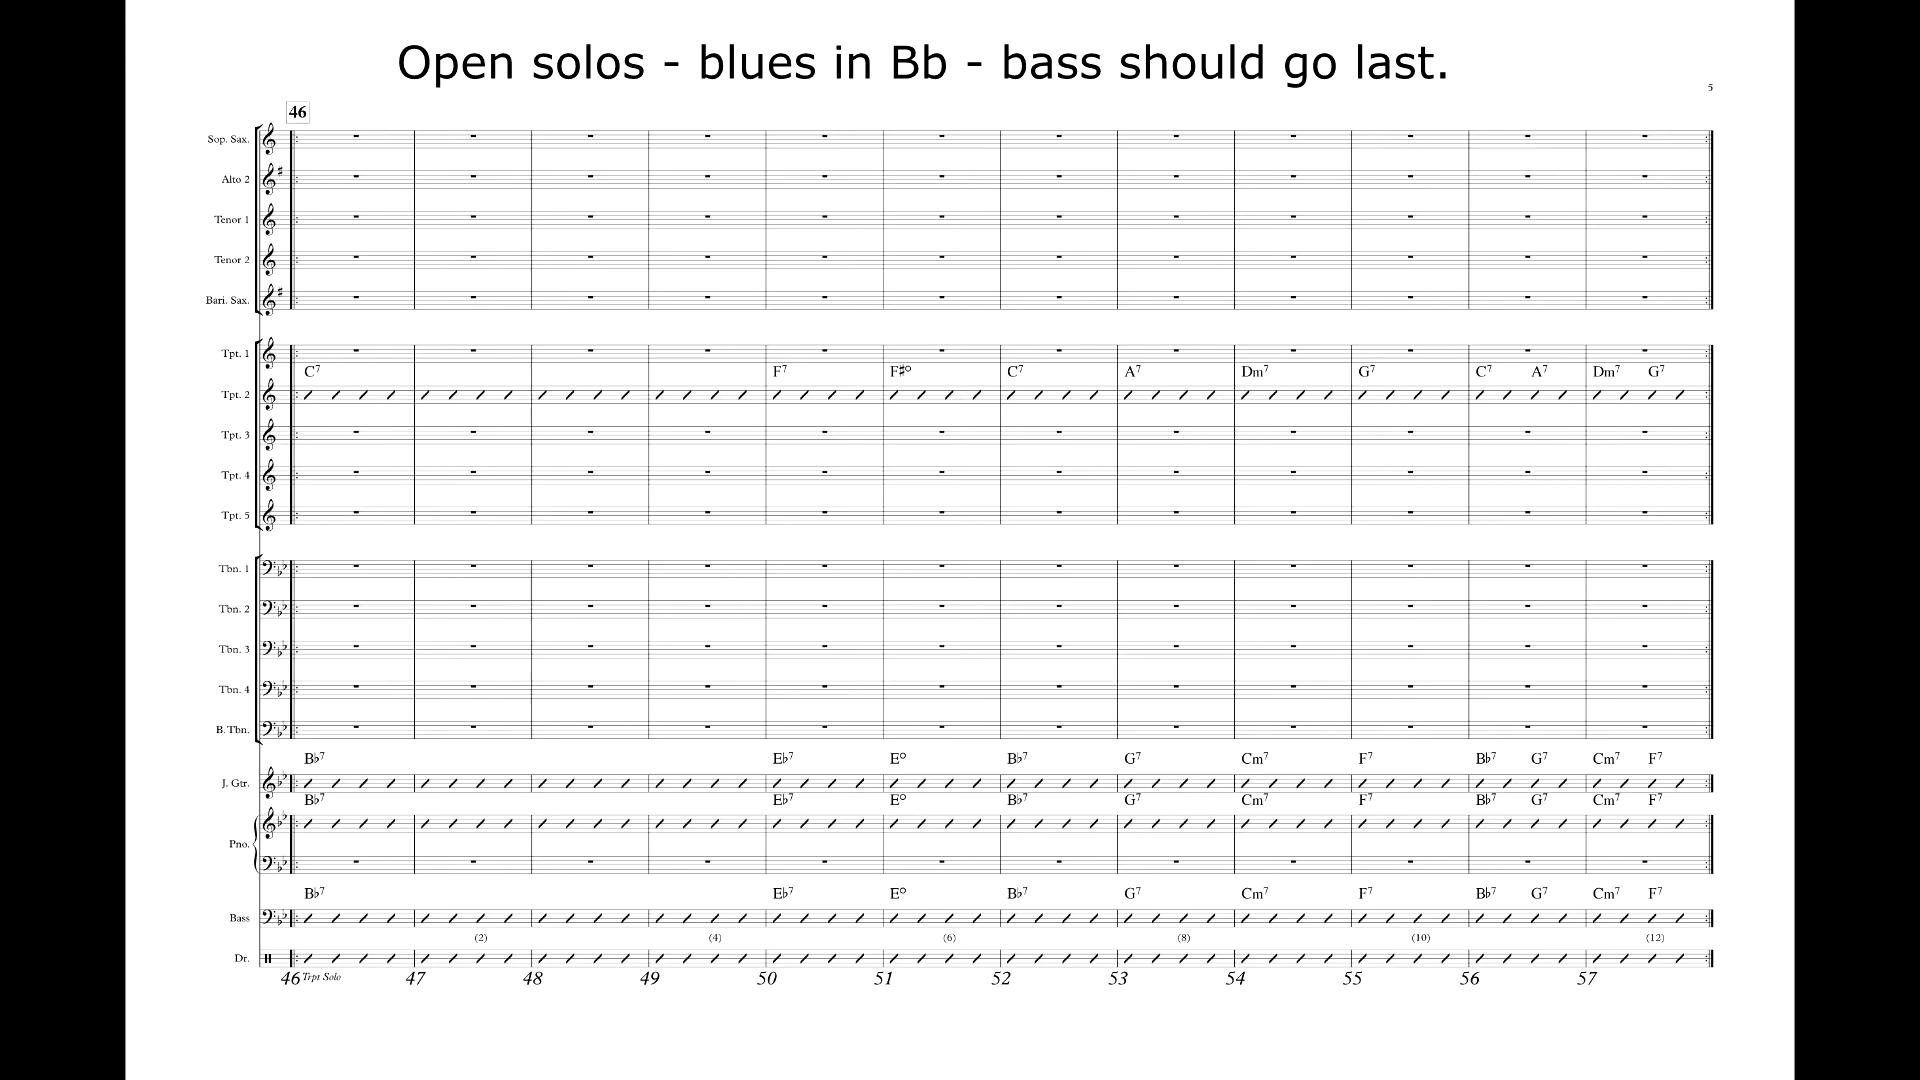 Open solos - blues in Bb - bass should go last.
5
46
Sop. Sax.
Alto 2
Tenor 1
Tenor 2
Bari. Sax.
Tpt. 1
C7 F7 F#o C7 A7 Dm7 G7 C7 A7 Dm7 G7
Tpt. 2
Tpt. 3
Tpt. 4
Tpt. 5
Tbn. 1
Tbn. 2
Tbn. 3
Tbn. 4
B. Tbn.
B♭7 E♭7 E° B♭7 G7 Cm7 F7 B♭7 G7 Cm7 F7
J. Gtr.
B♭7 E♭7 E° B♭7 G7 Cm7 F7 B♭7 G7 Cm7 F7
Pno.
B♭7 E♭7 E° B♭7 G7 Cm7 F7 B♭7 G7 Cm7 F7
Bass
(2) (4) (6) (8) (10) (12)
Dr.
46 Trpt Solo 47 48 49 50 51 52 53 54 55 56 57